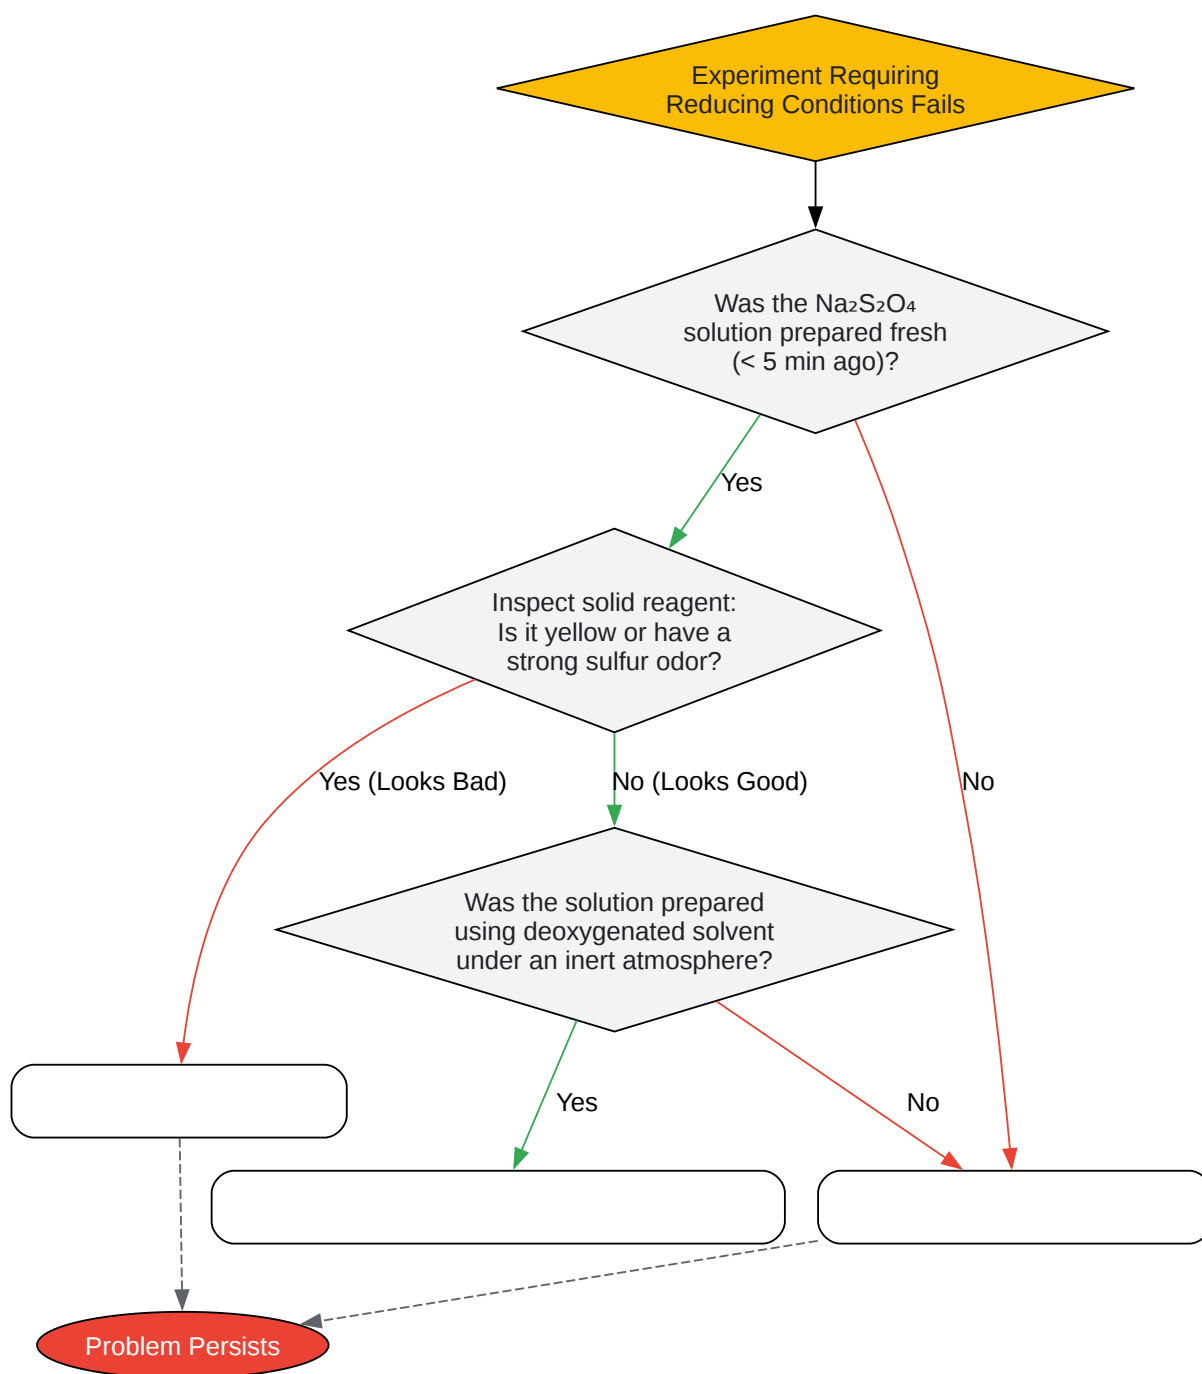 Experiment Requiring
Reducing Conditions Fails
Was the Na₂S₂O₄
solution prepared fresh
(< 5 min ago)?
Yes
Inspect solid reagent:
Is it yellow or have a
strong sulfur odor?
Yes (Looks Bad)
No (Looks Good)
No
Was the solution prepared
using deoxygenated solvent
under an inert atmosphere?
Yes
No
Problem Persists